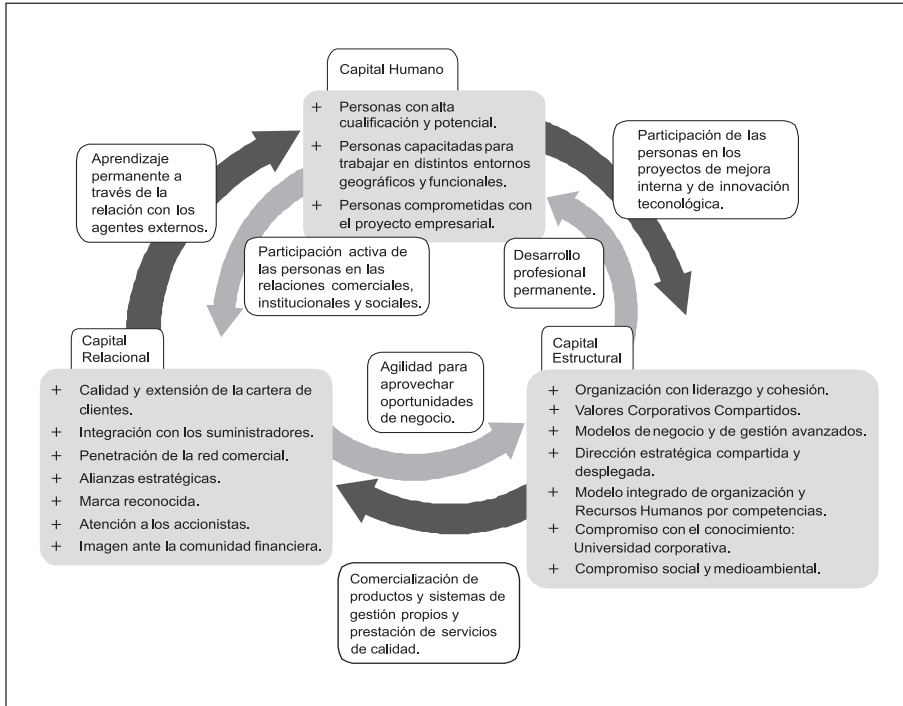 Capital Humano
+ Personas con alta
cualificación y potencial.
+ Personas capacitadas para
trabajar en distintos entornos
geográficos y funcionales.
+ Personas comprometidas con
el proyecto empresarial.
Aprendizaje
permanente a
través de la
relación con los
agentes externos.
Participación de las
personas en los
proyectos de mejora
interna y de innovación
teconológica.
Participación activa de
las personas en las
relaciones comerciales,
institucionales y sociales.
Desarrollo
profesional
permanente.
Capital
Relacional
+ Calidad y extensión de la cartera de
clientes.
+ Integración con los suministradores.
+ Penetración de la red comercial.
+ Alianzas estratégicas.
+ Marca reconocida.
+ Atención a los accionistas.
+ Imagen ante la comunidad financiera.
Agilidad para
aprovechar
oportunidades
de negocio.
Capital
Estructural
+ Organización con liderazgo y cohesión.
+ Valores Corporativos Compartidos.
+ Modelos de negocio y de gestión avanzados.
+ Dirección estratégica compartida y
desplegada.
+ Modelo integrado de organización y
Recursos Humanos por competencias.
+ Compromiso con el conocimiento:
Universidad corporativa.
+ Compromiso social y medioambiental.
Comercialización de
productos y sistemas de
gestión propios y
prestación de servicios
de calidad.